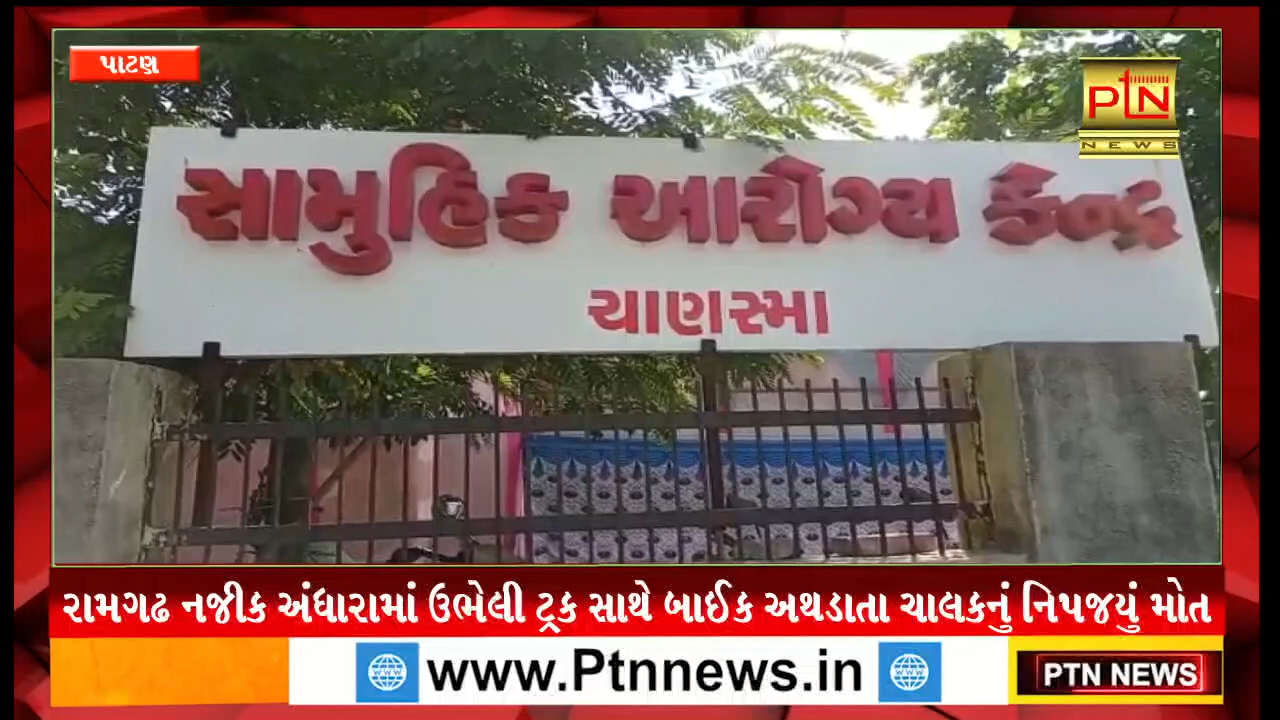 પાટણ
PTN
NEWS
સામુહિક આરોગ્ય કેન્દ્ર
ચાણસ્મા
રામગઢ નજીક અંધારામાં ઉભેલી ટ્રક સાથે બાઈક અથડાતા ચાલકનું નિપજયું મોત
www.Ptnnews.in
PTN NEWS